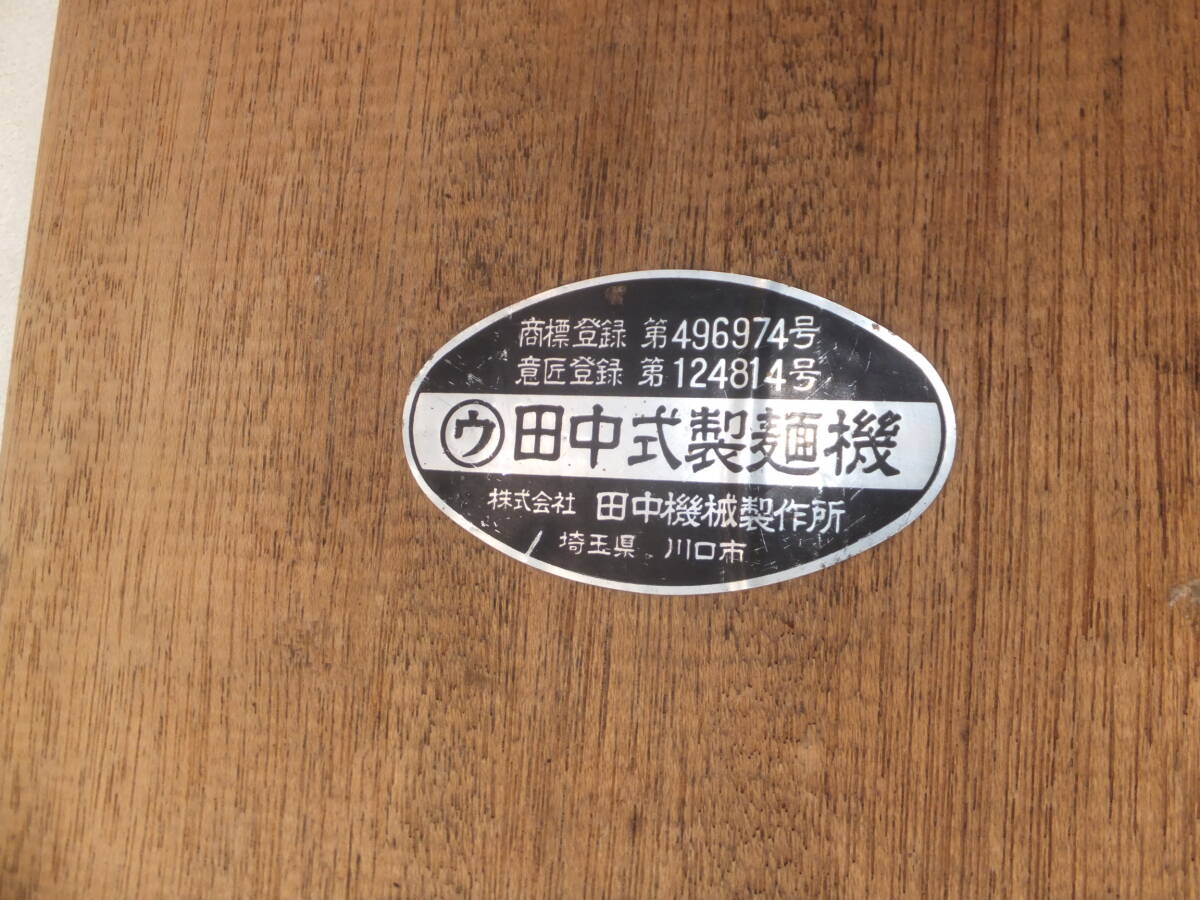 商標登録 第496974号
意匠登録 第124814号
㋒田中式製麺機
株式会社 田中機械製作所
埼玉県 川口市